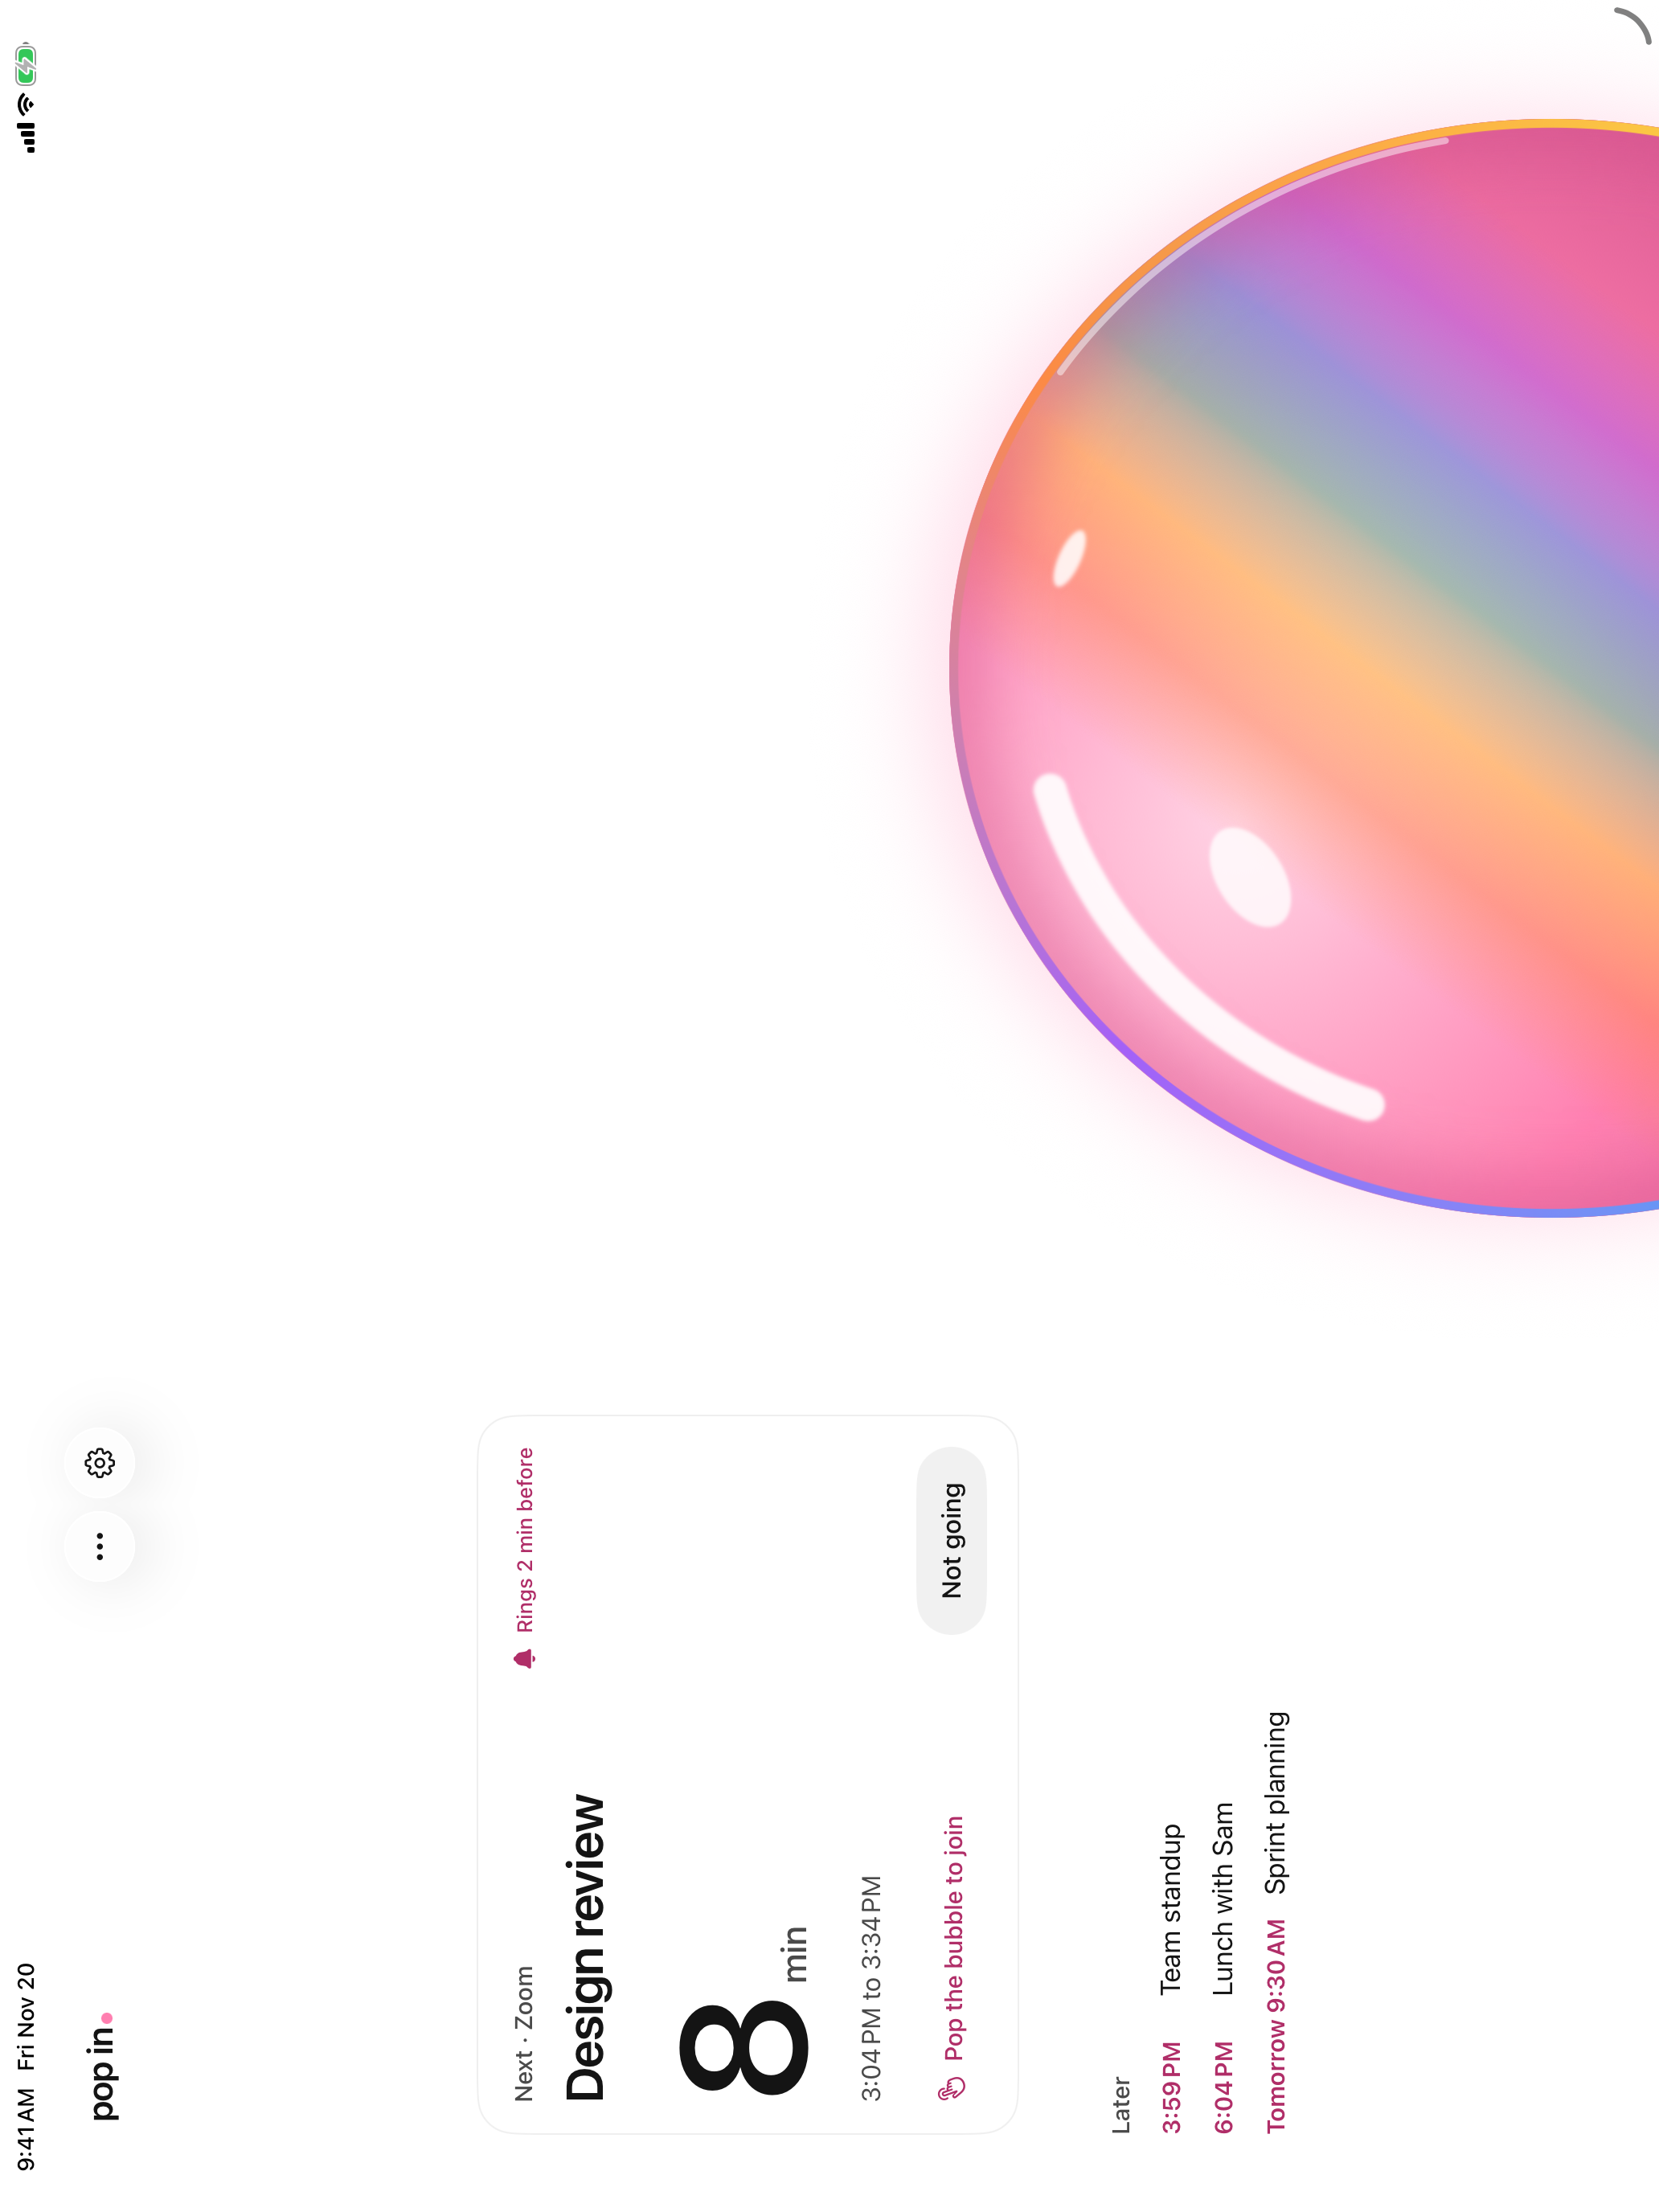 9:41 AM Fri Nov 20
pop in
Next · Zoom
Rings 2 min before
Design review
8 min
3:04 PM to 3:34 PM
Pop the bubble to join
Not going
Later
3:59 PM Team standup
6:04 PM Lunch with Sam
Tomorrow 9:30 AM Sprint planning